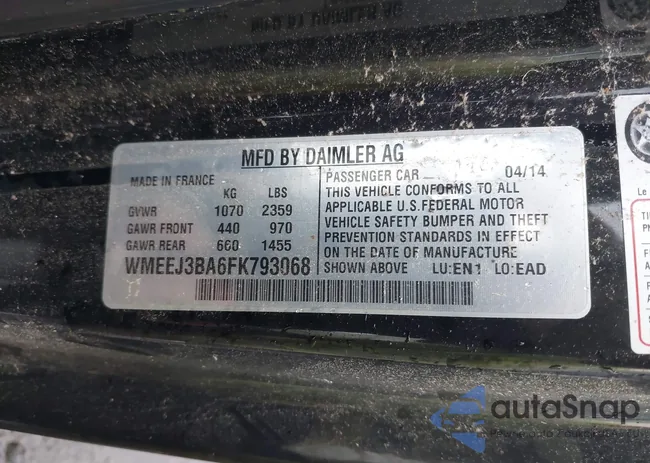 MFD BY DAIMLER AG
MADE IN FRANCE
KG LBS
GVWR 1070 2359
GAWR FRONT 440 970
GAWR REAR 660 1455
WMEEJ3BA6FK793068
PASSENGER CAR 04/14
THIS VEHICLE CONFORMS TO ALL
APPLICABLE U.S.FEDERAL MOTOR
VEHICLE SAFETY BUMPER AND THEFT
PREVENTION STANDARDS IN EFFECT
ON THE DATE OF MANUFACTURE
SHOWN ABOVE LU:EN1 LO:EAD
Le
autaSnap